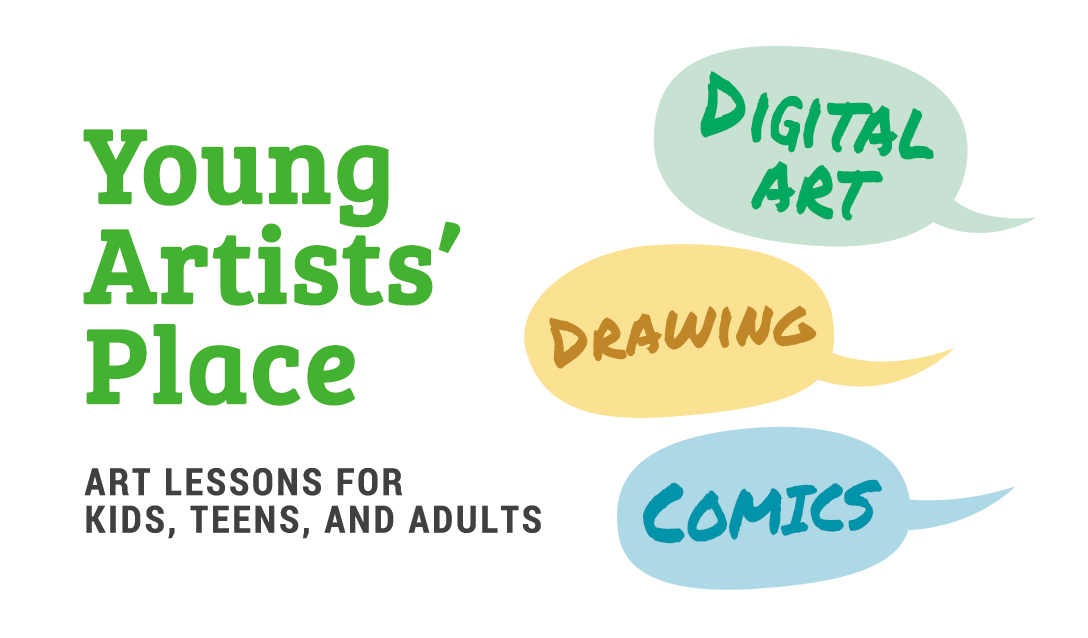 Young
Artists’
Place
ART LESSONS FOR
KIDS, TEENS, AND ADULTS
DIGITAL
ART
DRAWING
COMICS